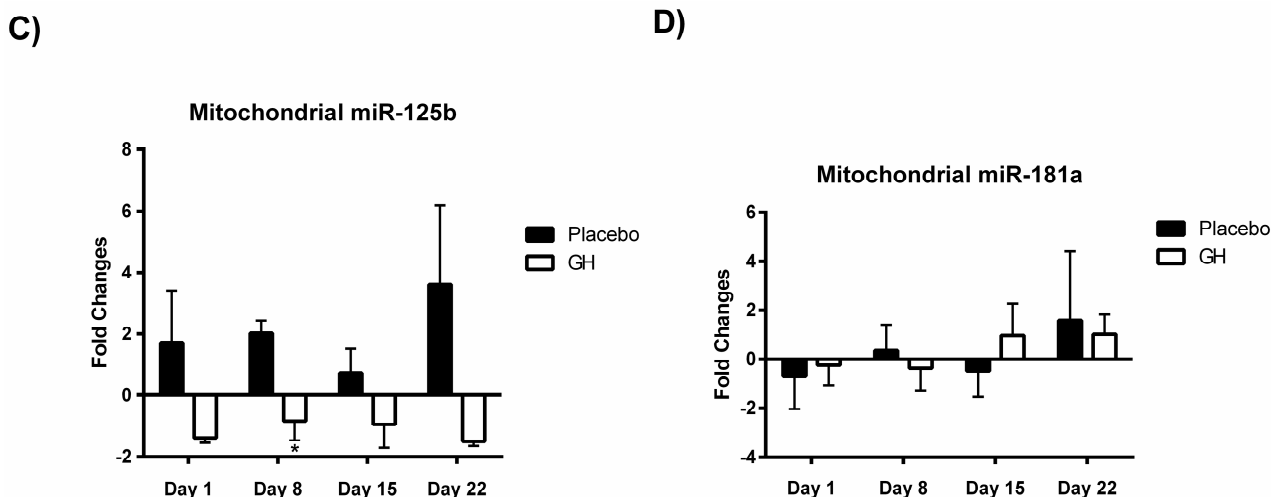 C)
Mitochondrial miR-125b
Fold Changes
8
6
4
2
0
-2
*
Day 1 Day 8 Day 15 Day 22
Placebo
GH
D)
Mitochondrial miR-181a
Fold Changes
6
4
2
0
-2
-4
Day 1 Day 8 Day 15 Day 22
Placebo
GH